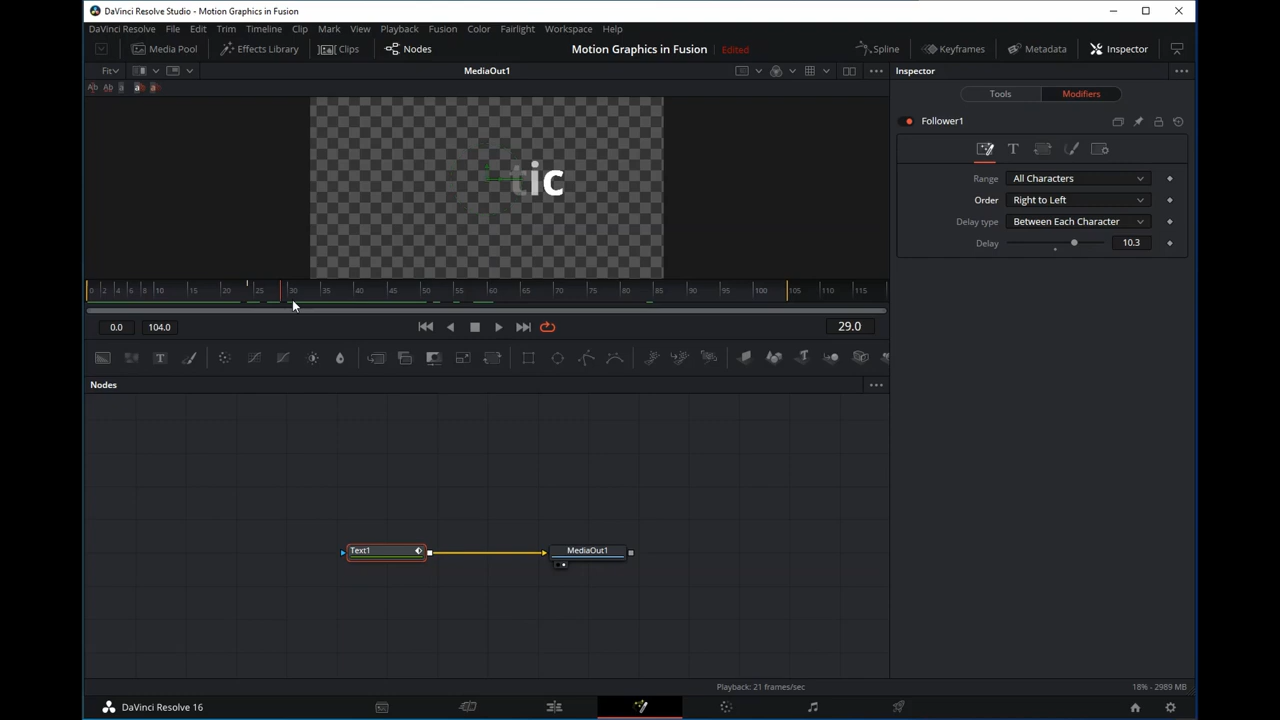 DaVinci Resolve Studio - Motion Graphics in Fusion
DaVinci Resolve File Edit Trim Timeline Clip Mark View Playback Fusion Color Fairlight Workspace Help
Media Pool Effects Library Clips Nodes Motion Graphics in Fusion Edited Spline Keyframes Metadata Inspector
Fit MediaOut1 Inspector
Tools Modifiers
Follower1
tic
Range All Characters
Order Right to Left
Delay type Between Each Character
Delay 10.3
0 2 4 6 8 10 15 20 25 30 35 40 45 50 55 60 65 70 75 80 85 90 95 100 110 115
0.0 104.0 29.0
Nodes
Text1 MediaOut1
Playback: 21 frames/sec 18% - 2989 MB
DaVinci Resolve 16